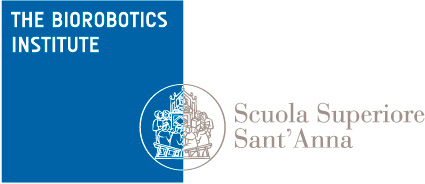 THE BIOROBOTICS
INSTITUTE
Scuola Superiore
Sant'Anna